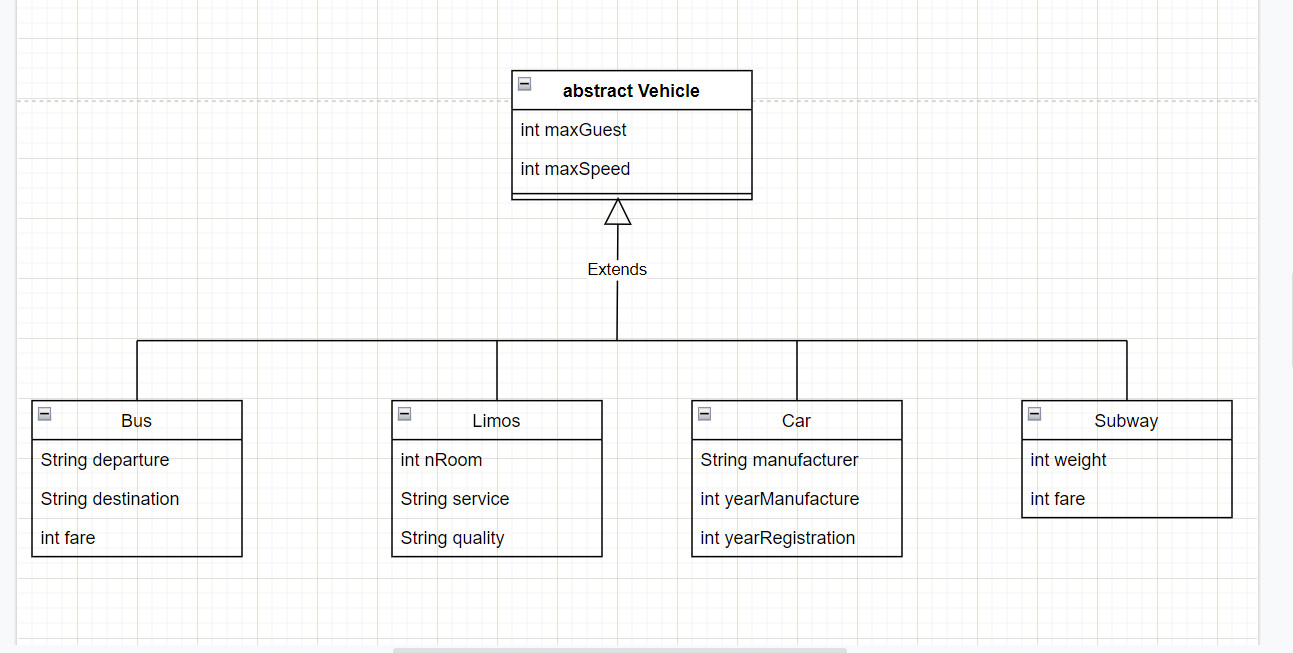 abstract Vehicle
int maxGuest
int maxSpeed
Extends
Bus
String departure
String destination
int fare
Limos
int nRoom
String service
String quality
Car
String manufacturer
int yearManufacture
int yearRegistration
Subway
int weight
int fare